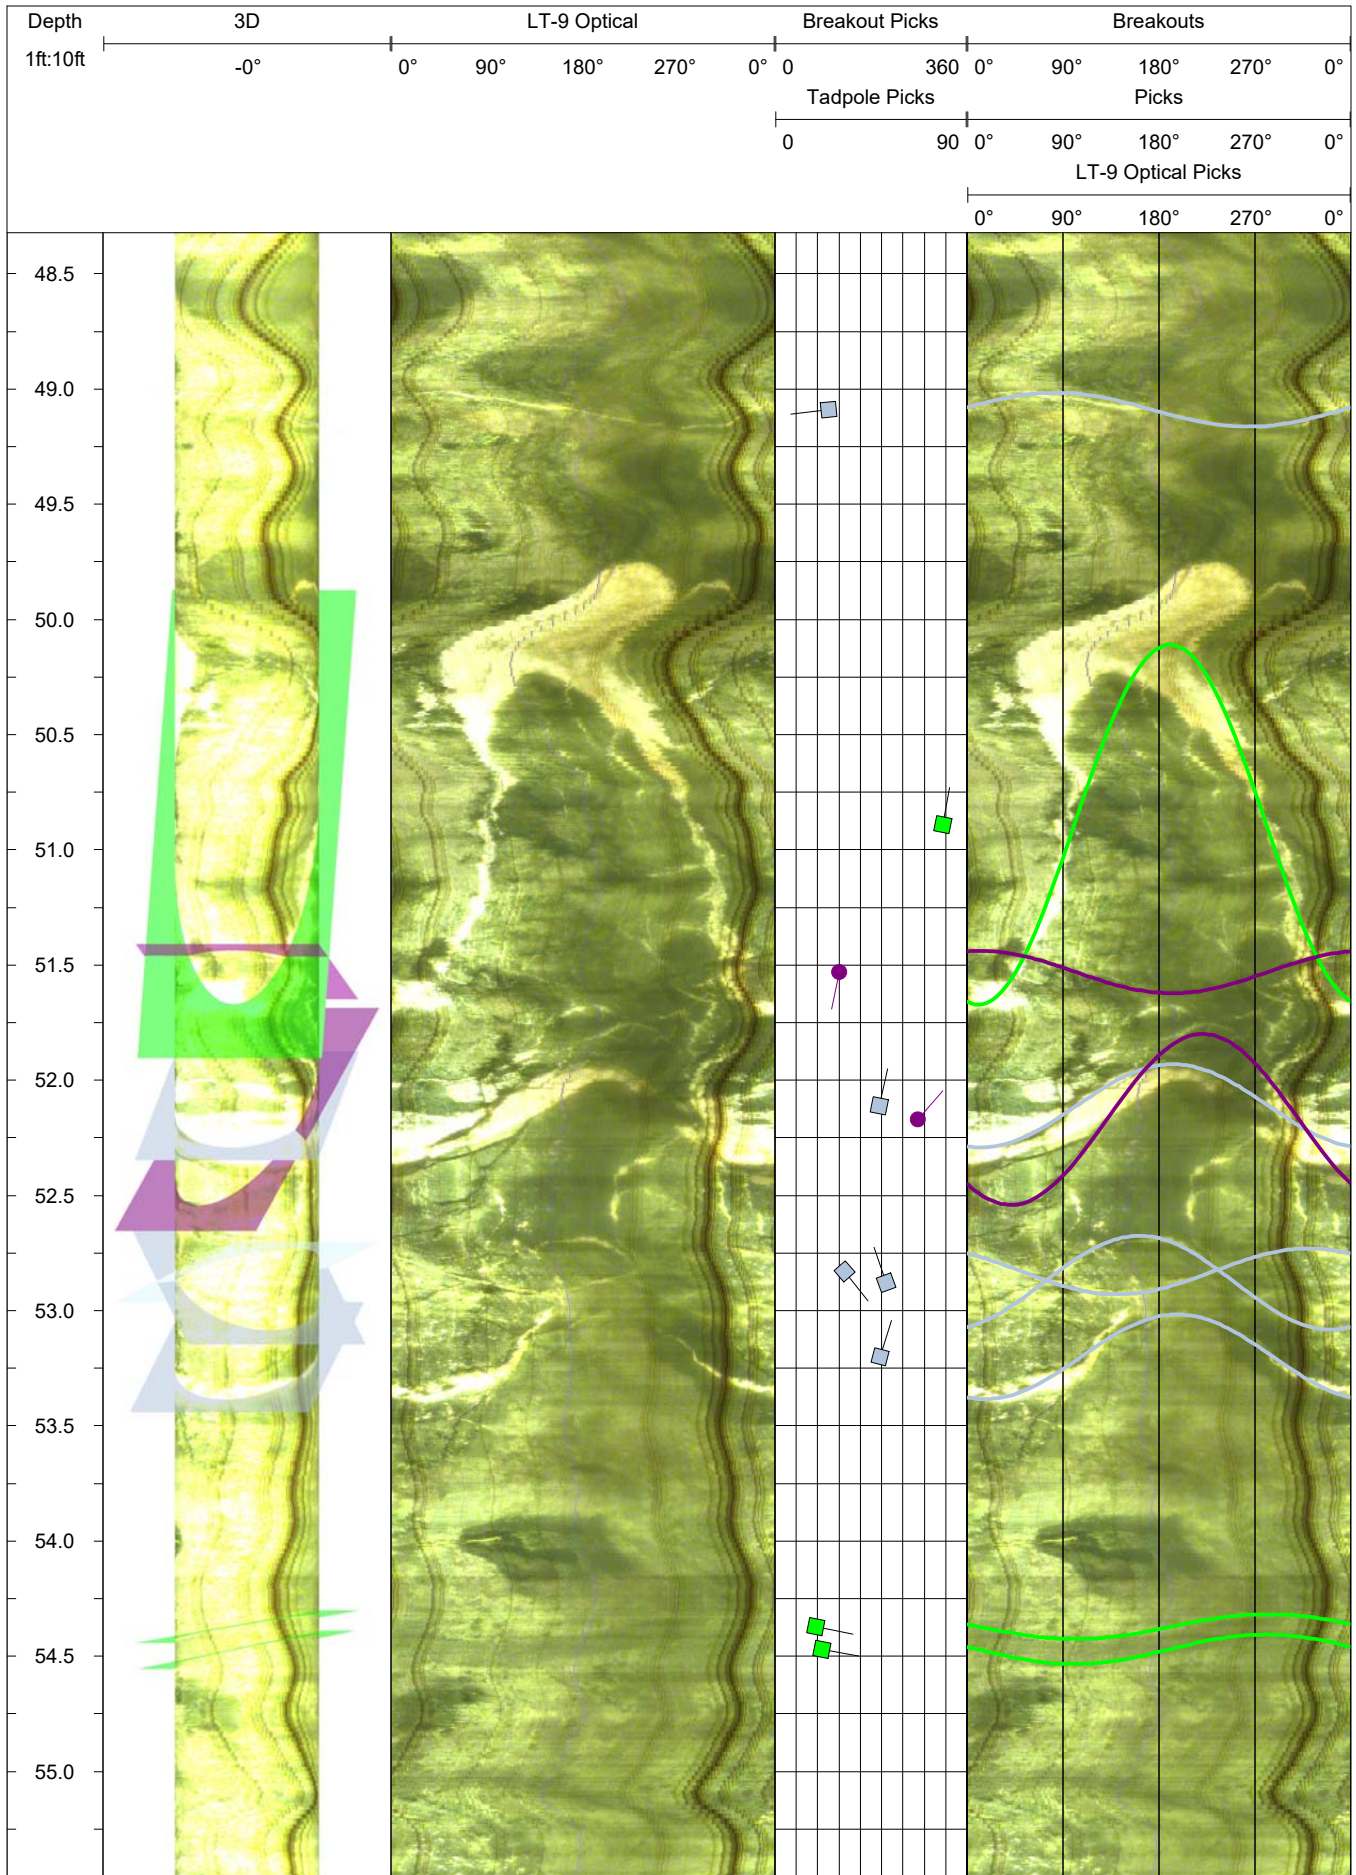 Depth 3D LT-9 Optical Breakout Picks Breakouts
1ft:10ft -0° 0° 90° 180° 270° 0° 0 360 0° 90° 180° 270° 0°
Tadpole Picks Picks
0 90 0° 90° 180° 270° 0°
LT-9 Optical Picks
0° 90° 180° 270° 0°
48.5
49.0
49.5
50.0
50.5
51.0
51.5
52.0
52.5
53.0
53.5
54.0
54.5
55.0